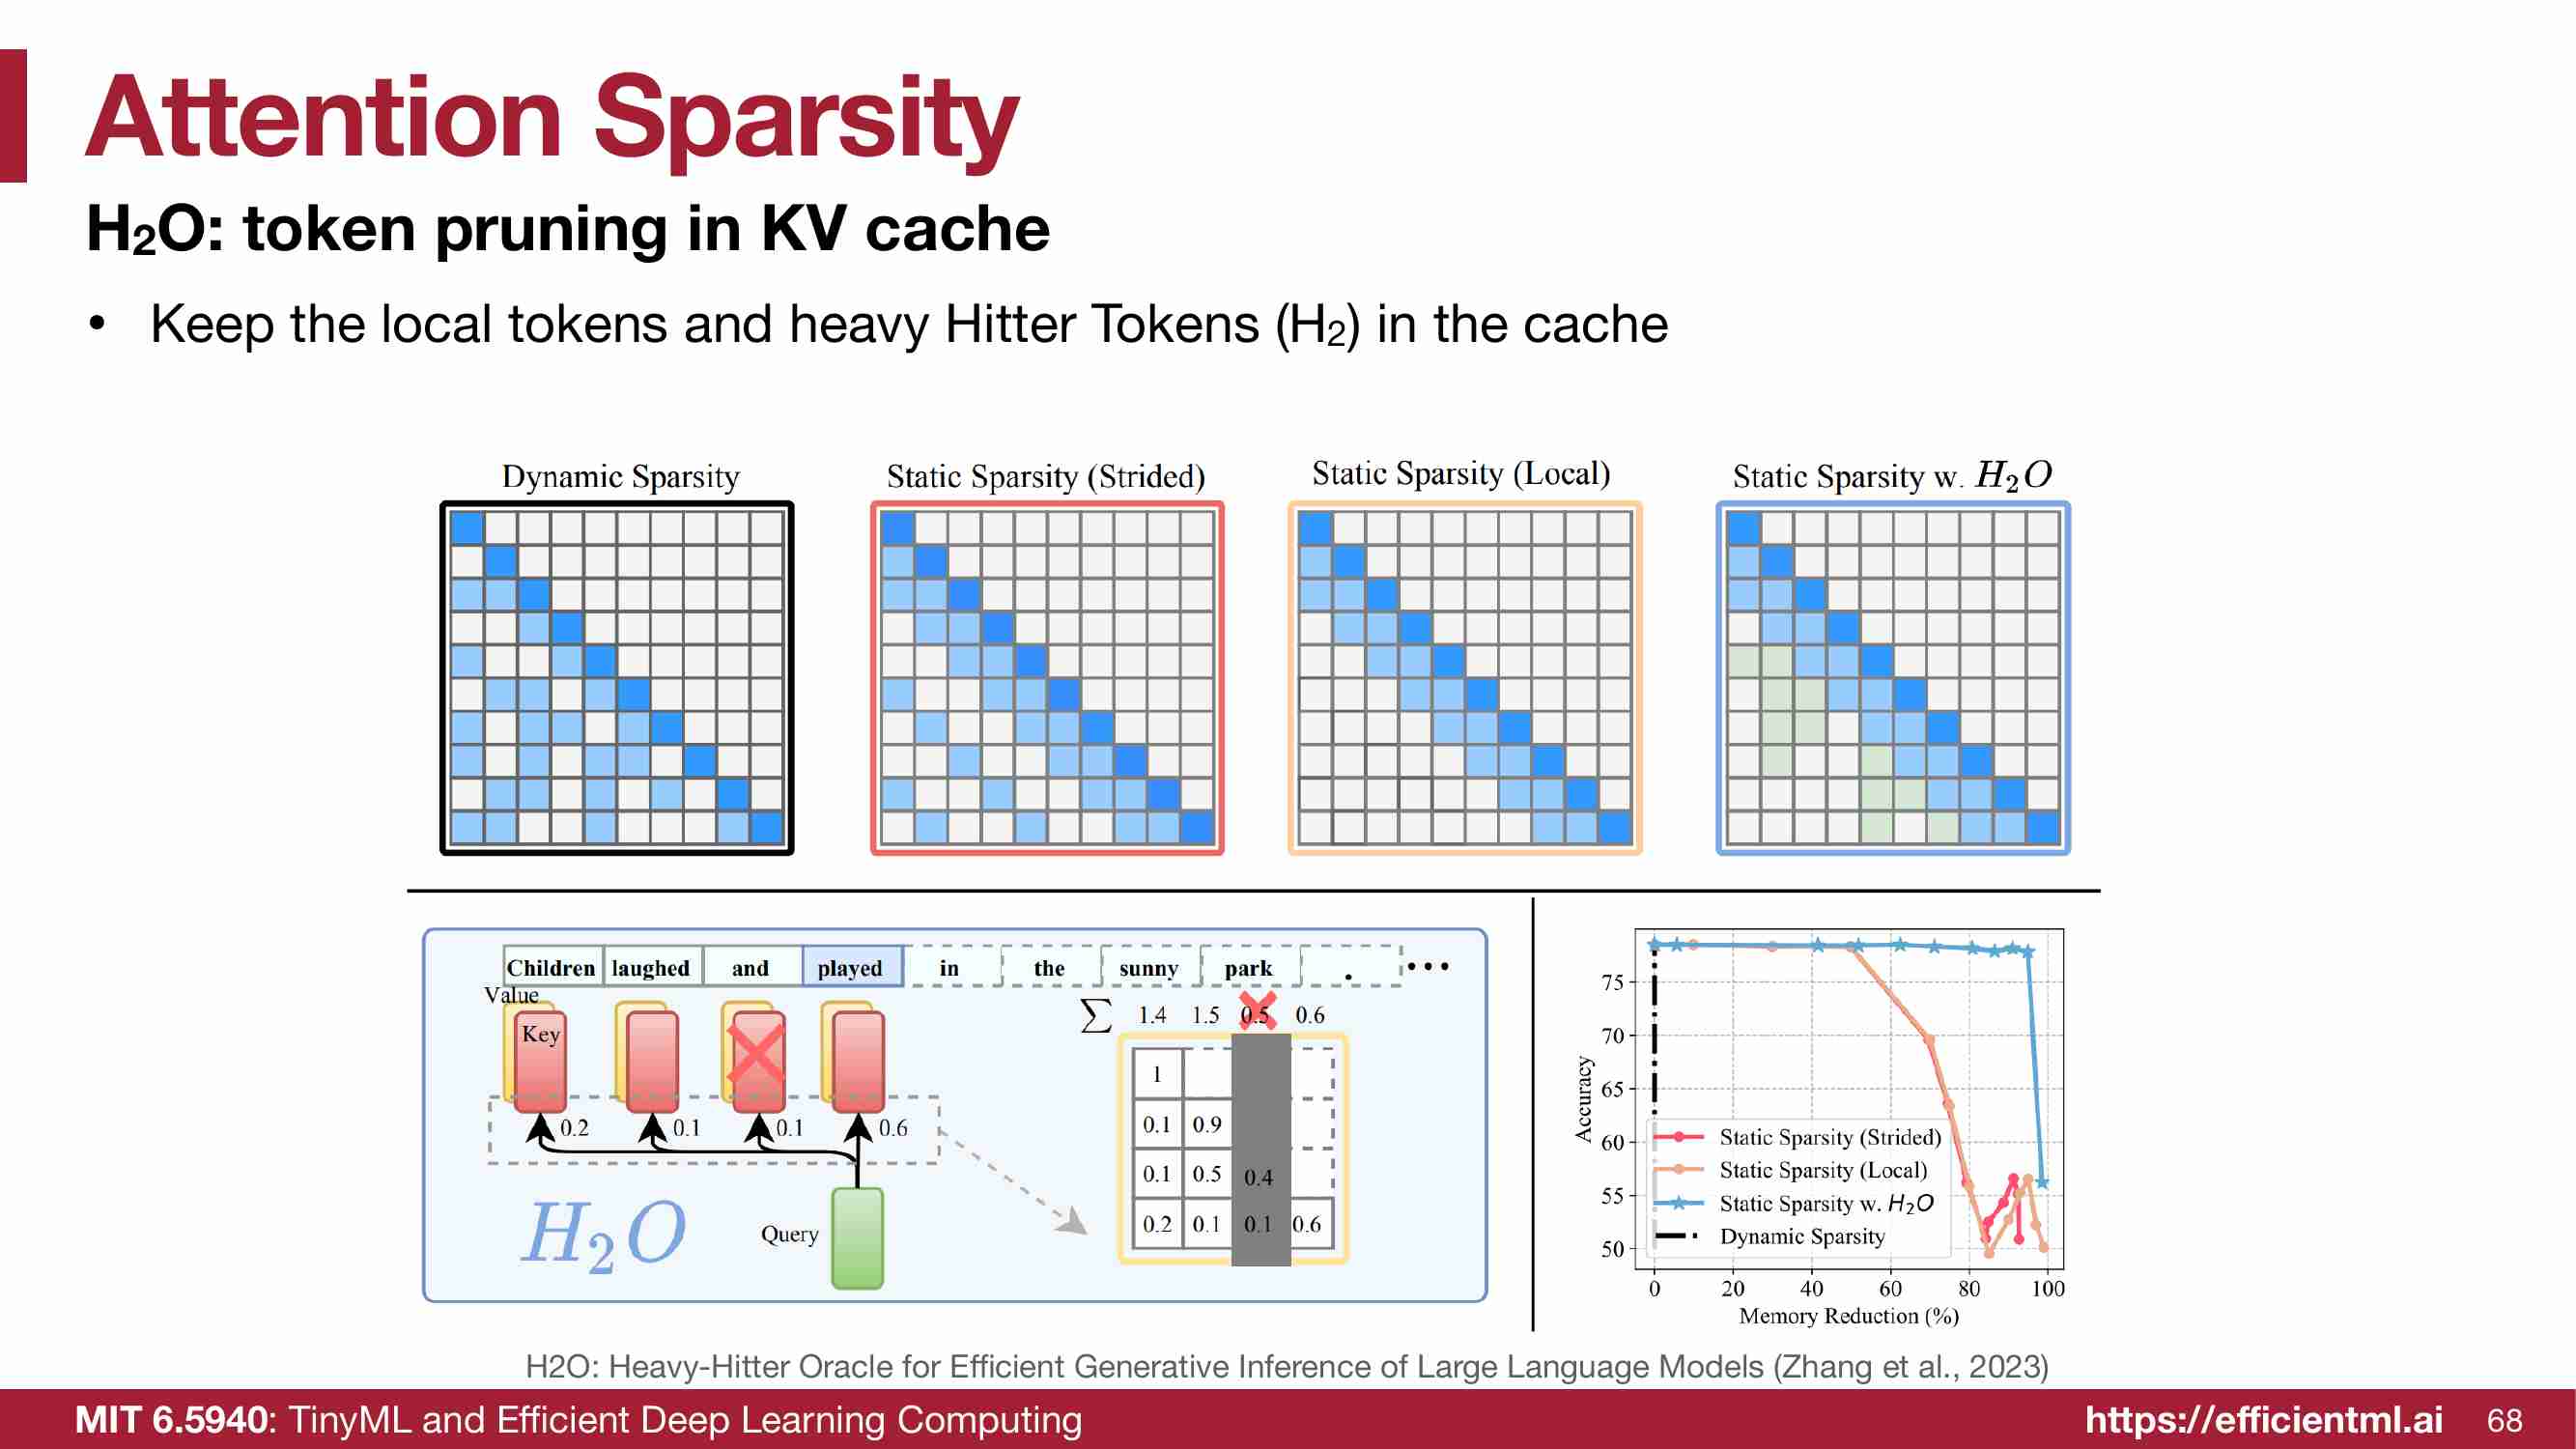 Attention Sparsity
H₂O: token pruning in KV cache
• Keep the local tokens and heavy Hitter Tokens (H₂) in the cache
Dynamic Sparsity
Static Sparsity (Strided)
Static Sparsity (Local)
Static Sparsity w. H₂O
Children laughed and played in the sunny park . •••
Value
Key
0.2 0.1 0.1 0.6
H₂O
Query
∑ 1.4 1.5 0.5 0.6
1
0.1 0.9
0.1 0.5 0.4
0.2 0.1 0.1 0.6
Accuracy
75
70
65
60
55
50
Static Sparsity (Strided)
Static Sparsity (Local)
Static Sparsity w. H₂O
Dynamic Sparsity
0 20 40 60 80 100
Memory Reduction (%)
H2O: Heavy-Hitter Oracle for Efficient Generative Inference of Large Language Models (Zhang et al., 2023)
MIT 6.5940: TinyML and Efficient Deep Learning Computing
https://efficientml.ai 68